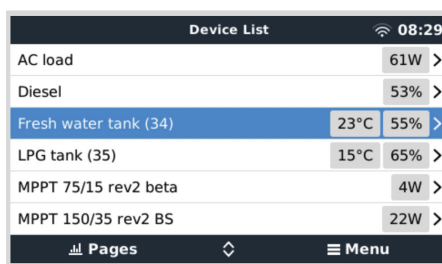 Device List 08:29
AC load 61W >
Diesel 53% >
Fresh water tank (34) 23°C 55% >
LPG tank (35) 15°C 65% >
MPPT 75/15 rev2 beta 4W >
MPPT 150/35 rev2 BS 22W >
Pages Menu